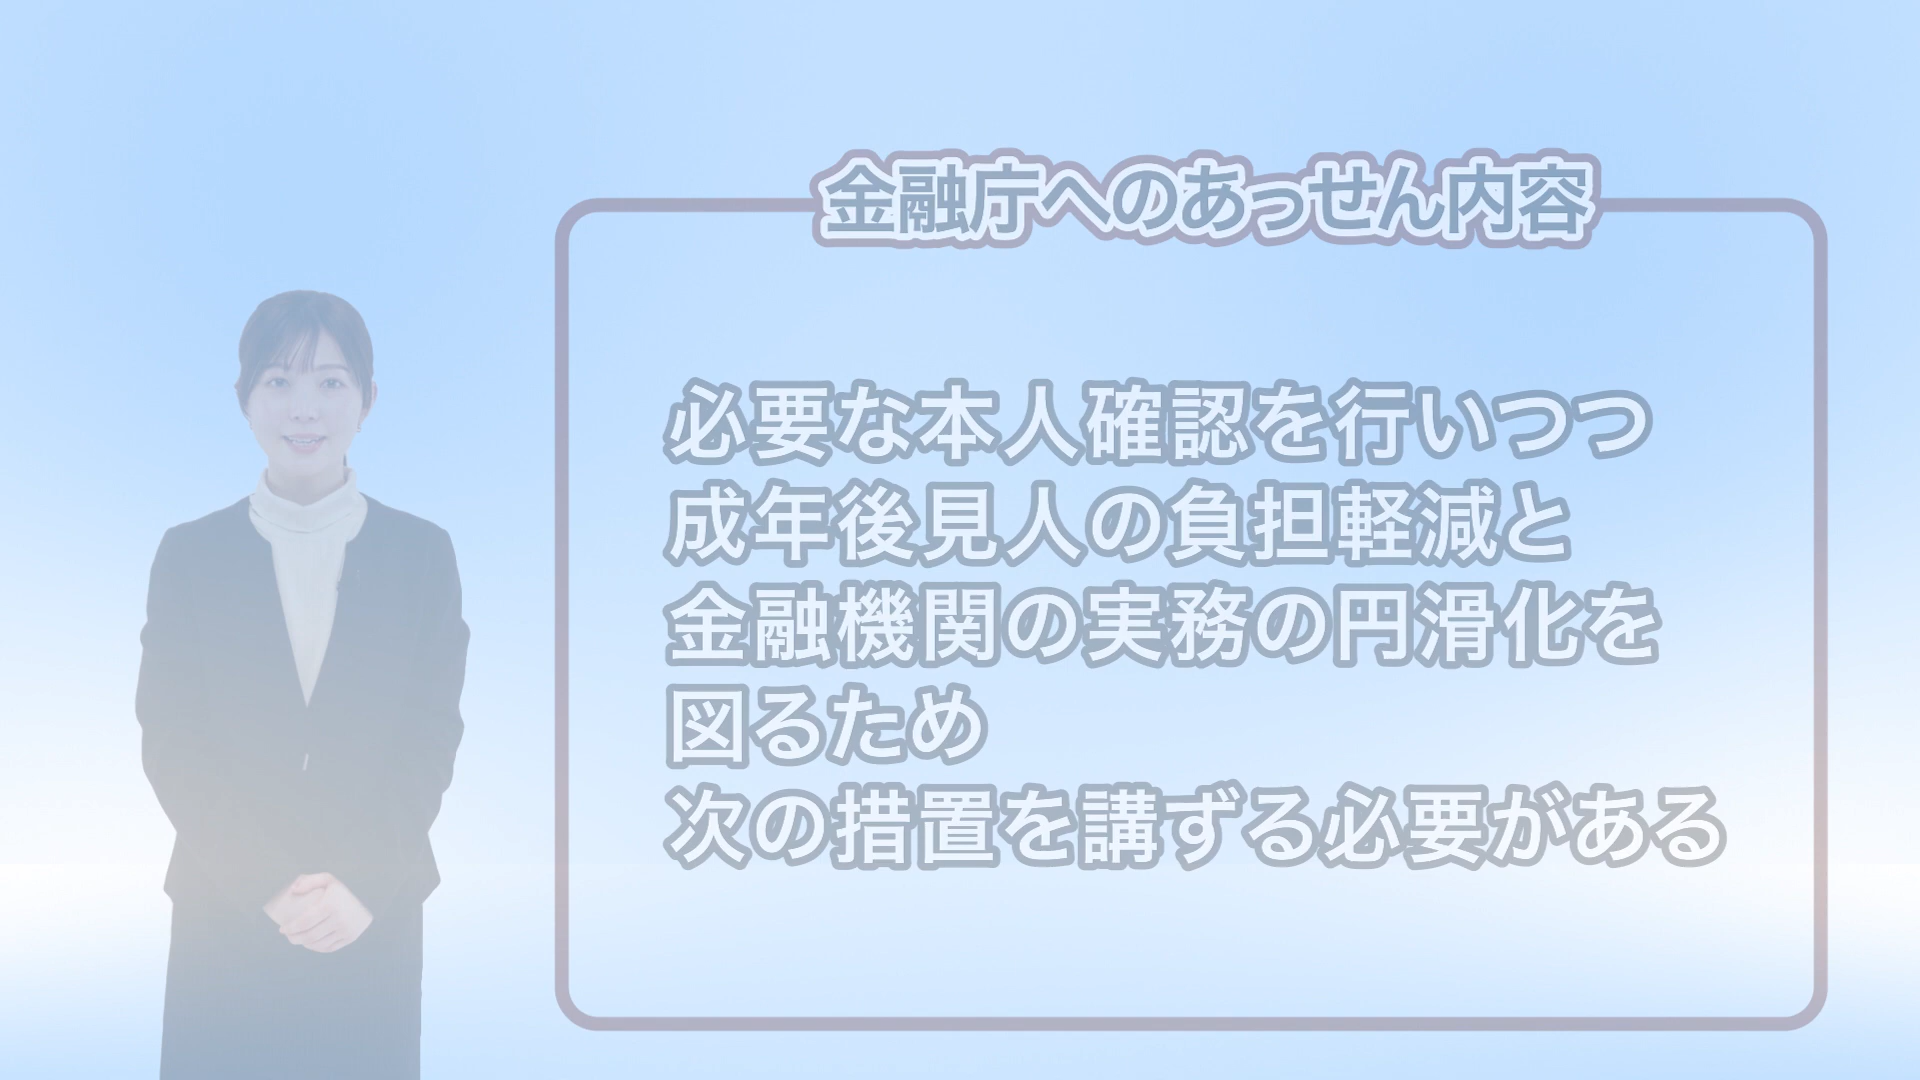 金融庁へのあっせん内容
必要な本人確認を行いつつ
成年後見人の負担軽減と
金融機関の実務の円滑化を
図るため
次の措置を講ずる必要がある